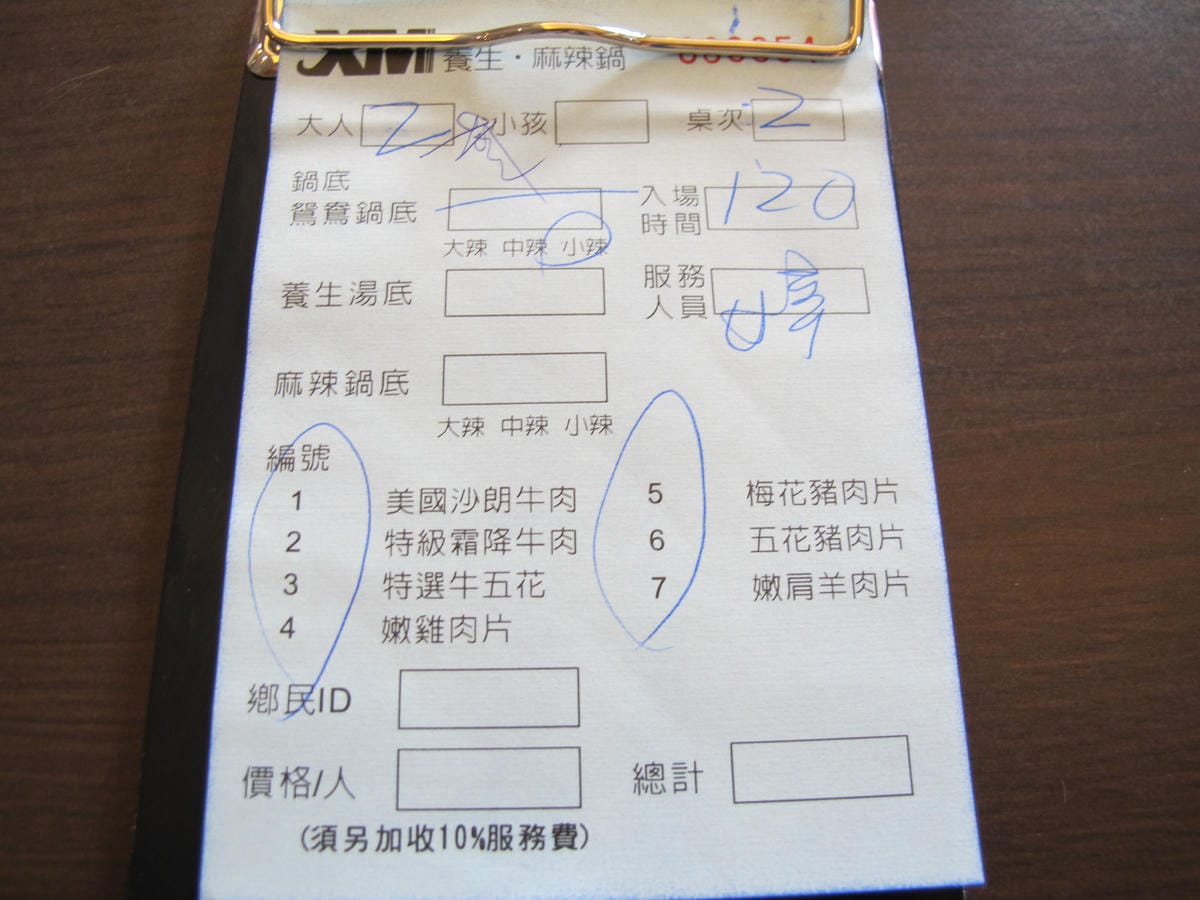 XM 養生・麻辣鍋
大人 2 小孩 桌次 2
鍋底
鴛鴦鍋底 入場時間 120
大辣 中辣 小辣
養生湯底 服務人員 婷
麻辣鍋底
大辣 中辣 小辣
編號
1 美國沙朗牛肉 5 梅花豬肉片
2 特級霜降牛肉 6 五花豬肉片
3 特選牛五花 7 嫩肩羊肉片
4 嫩雞肉片
鄉民ID
價格/人 總計
(須另加收10%服務費)